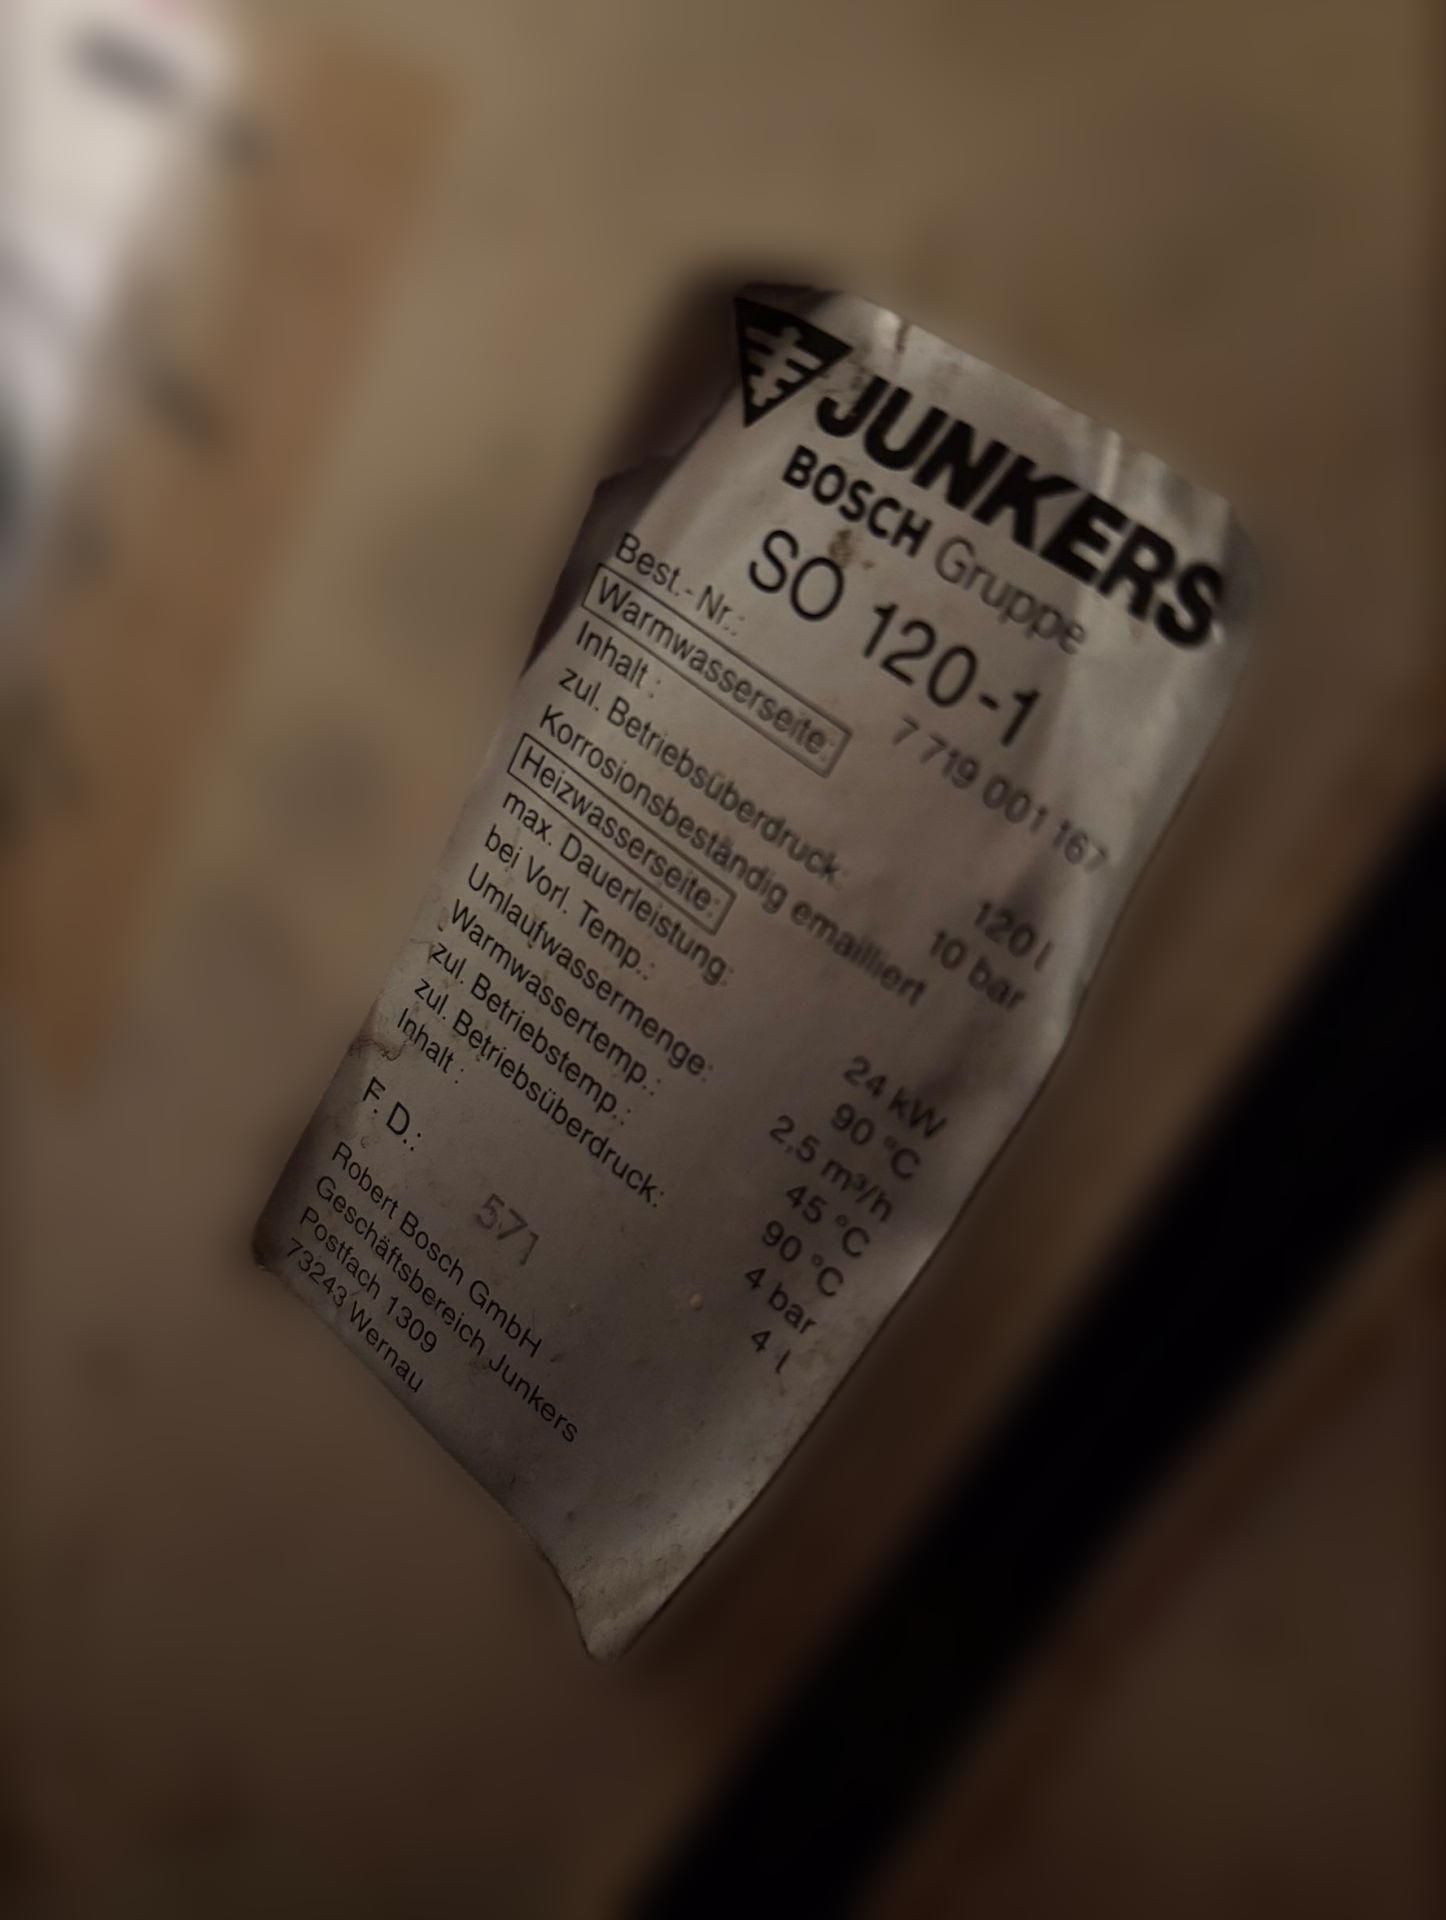 JUNKERS
BOSCH Gruppe
SO 120-1
Best.-Nr.: 7 719 001 167
Warmwasserseite:
Inhalt : 120 l
zul. Betriebsüberdruck: 10 bar
Korrosionsbeständig emailliert
Heizwasserseite:
max. Dauerleistung: 24 kW
bei Vorl. Temp.: 90 °C
Umlaufwassermenge: 2,5 m³/h
Warmwassertemp.: 45 °C
zul. Betriebstemp.: 90 °C
zul. Betriebsüberdruck: 4 bar
Inhalt : 4 l
F. D.: 571
Robert Bosch GmbH
Geschäftsbereich Junkers
Postfach 1309
73243 Wernau